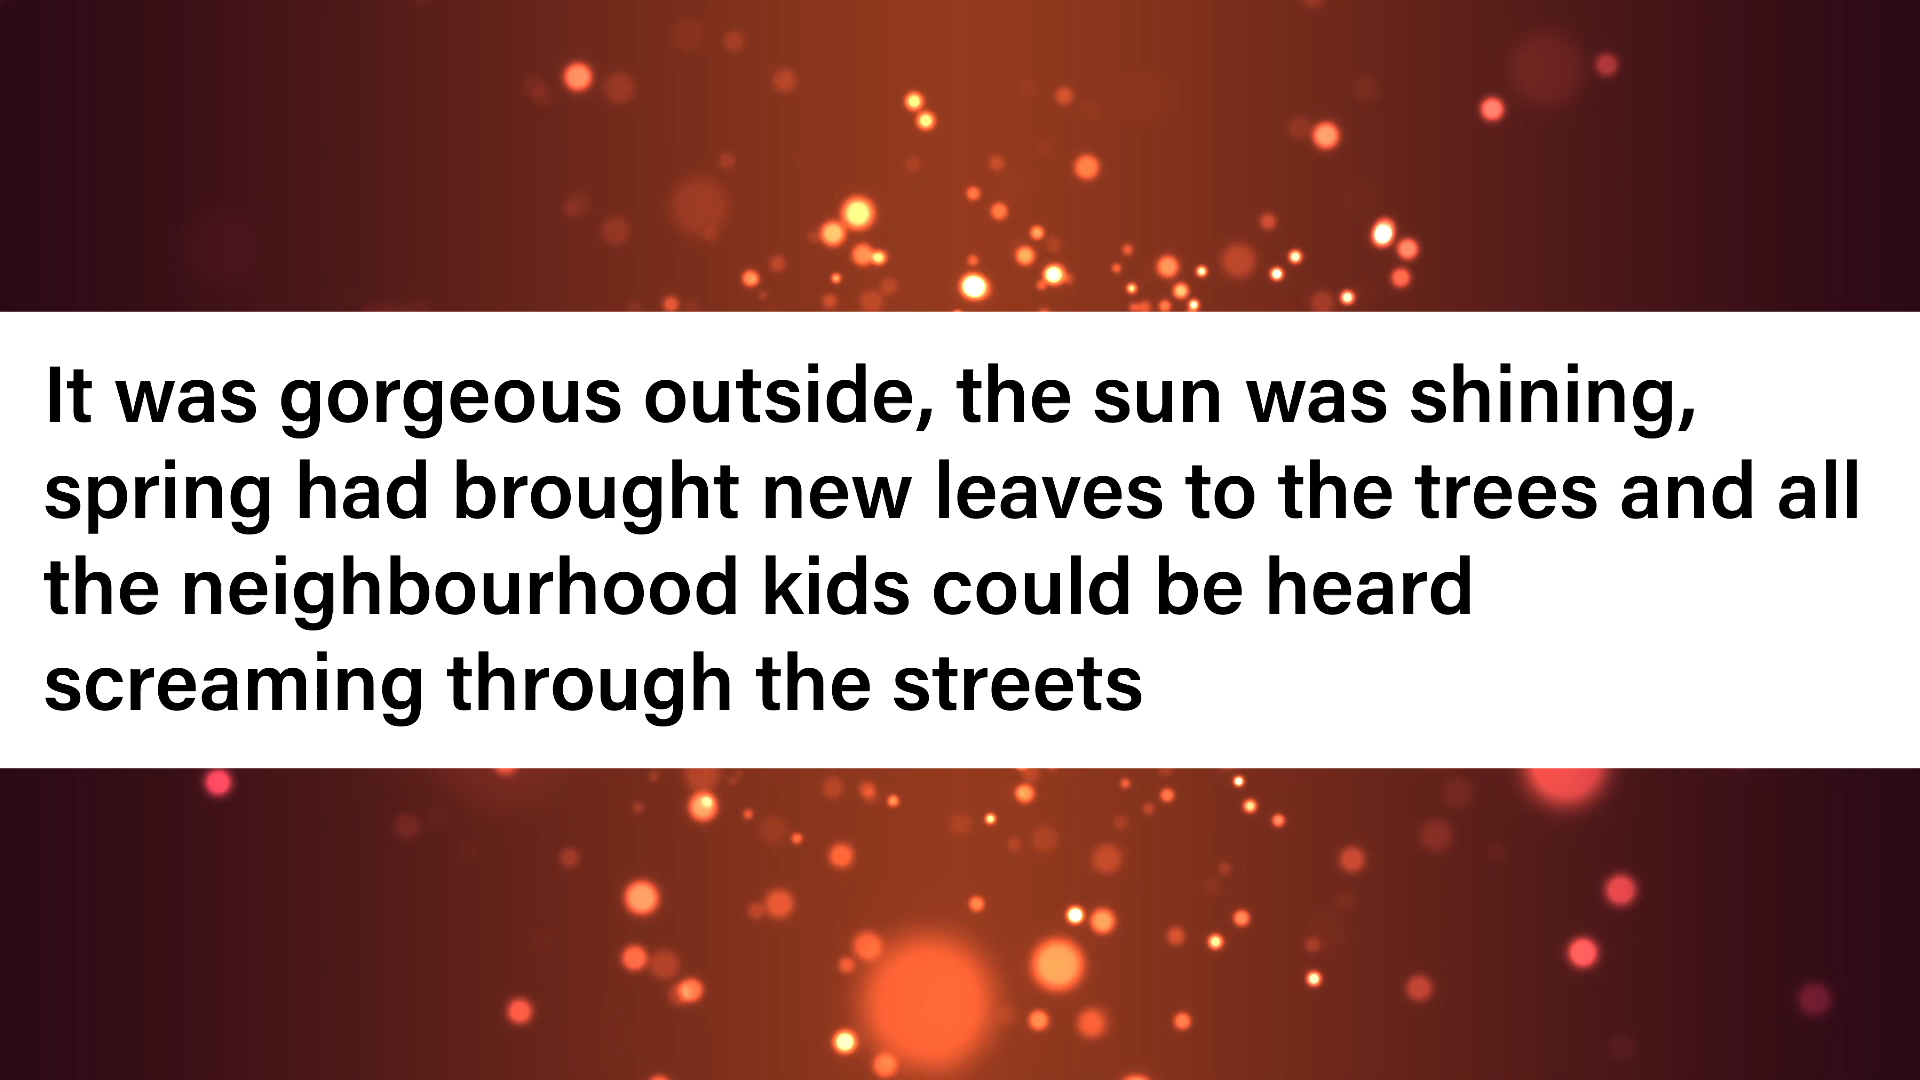 It was gorgeous outside, the sun was shining,
spring had brought new leaves to the trees and all
the neighbourhood kids could be heard
screaming through the streets